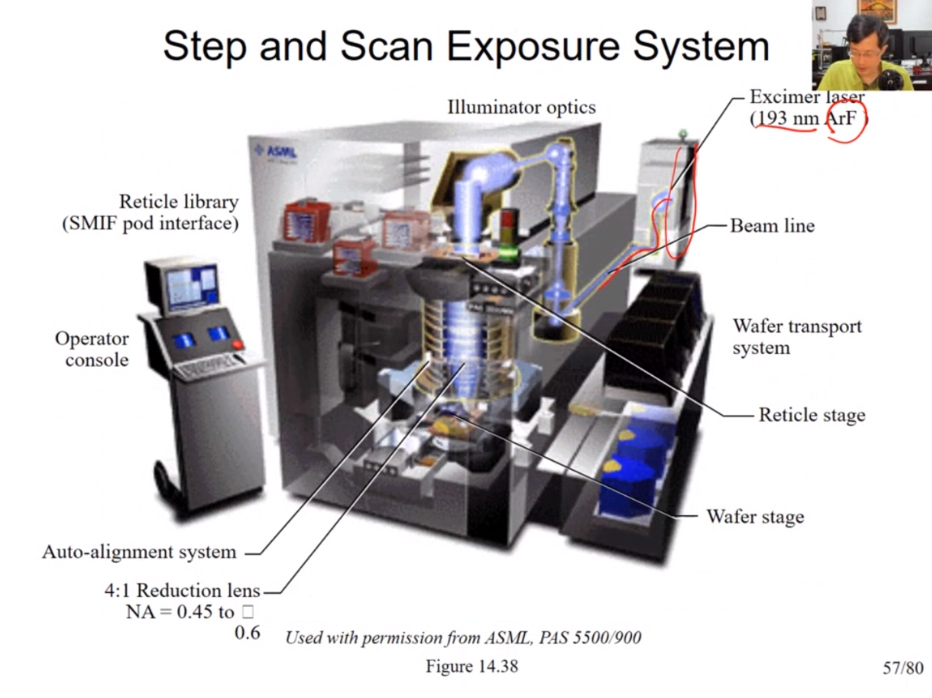 Step and Scan Exposure System
Illuminator optics
Excimer laser
(193 nm ArF )
ASML
Reticle library
(SMIF pod interface)
Beam line
Operator
console
Wafer transport
system
Reticle stage
Wafer stage
Auto-alignment system
4:1 Reduction lens
NA = 0.45 to □
0.6
Used with permission from ASML, PAS 5500/900
Figure 14.38
57/80